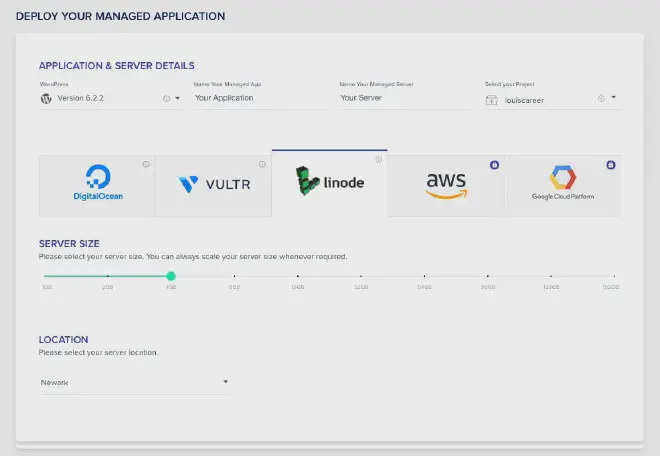 DEPLOY YOUR MANAGED APPLICATION
APPLICATION & SERVER DETAILS
WordPress Name Your Managed App Name Your Managed Server Select your Project
Version 6.2.2 Your Application Your Server louiscareer
DigitalOcean VULTR linode aws Google Cloud Platform
SERVER SIZE
Please select your server size. You can always scale your server size whenever required.
LOCATION
Please select your server location.
Newark